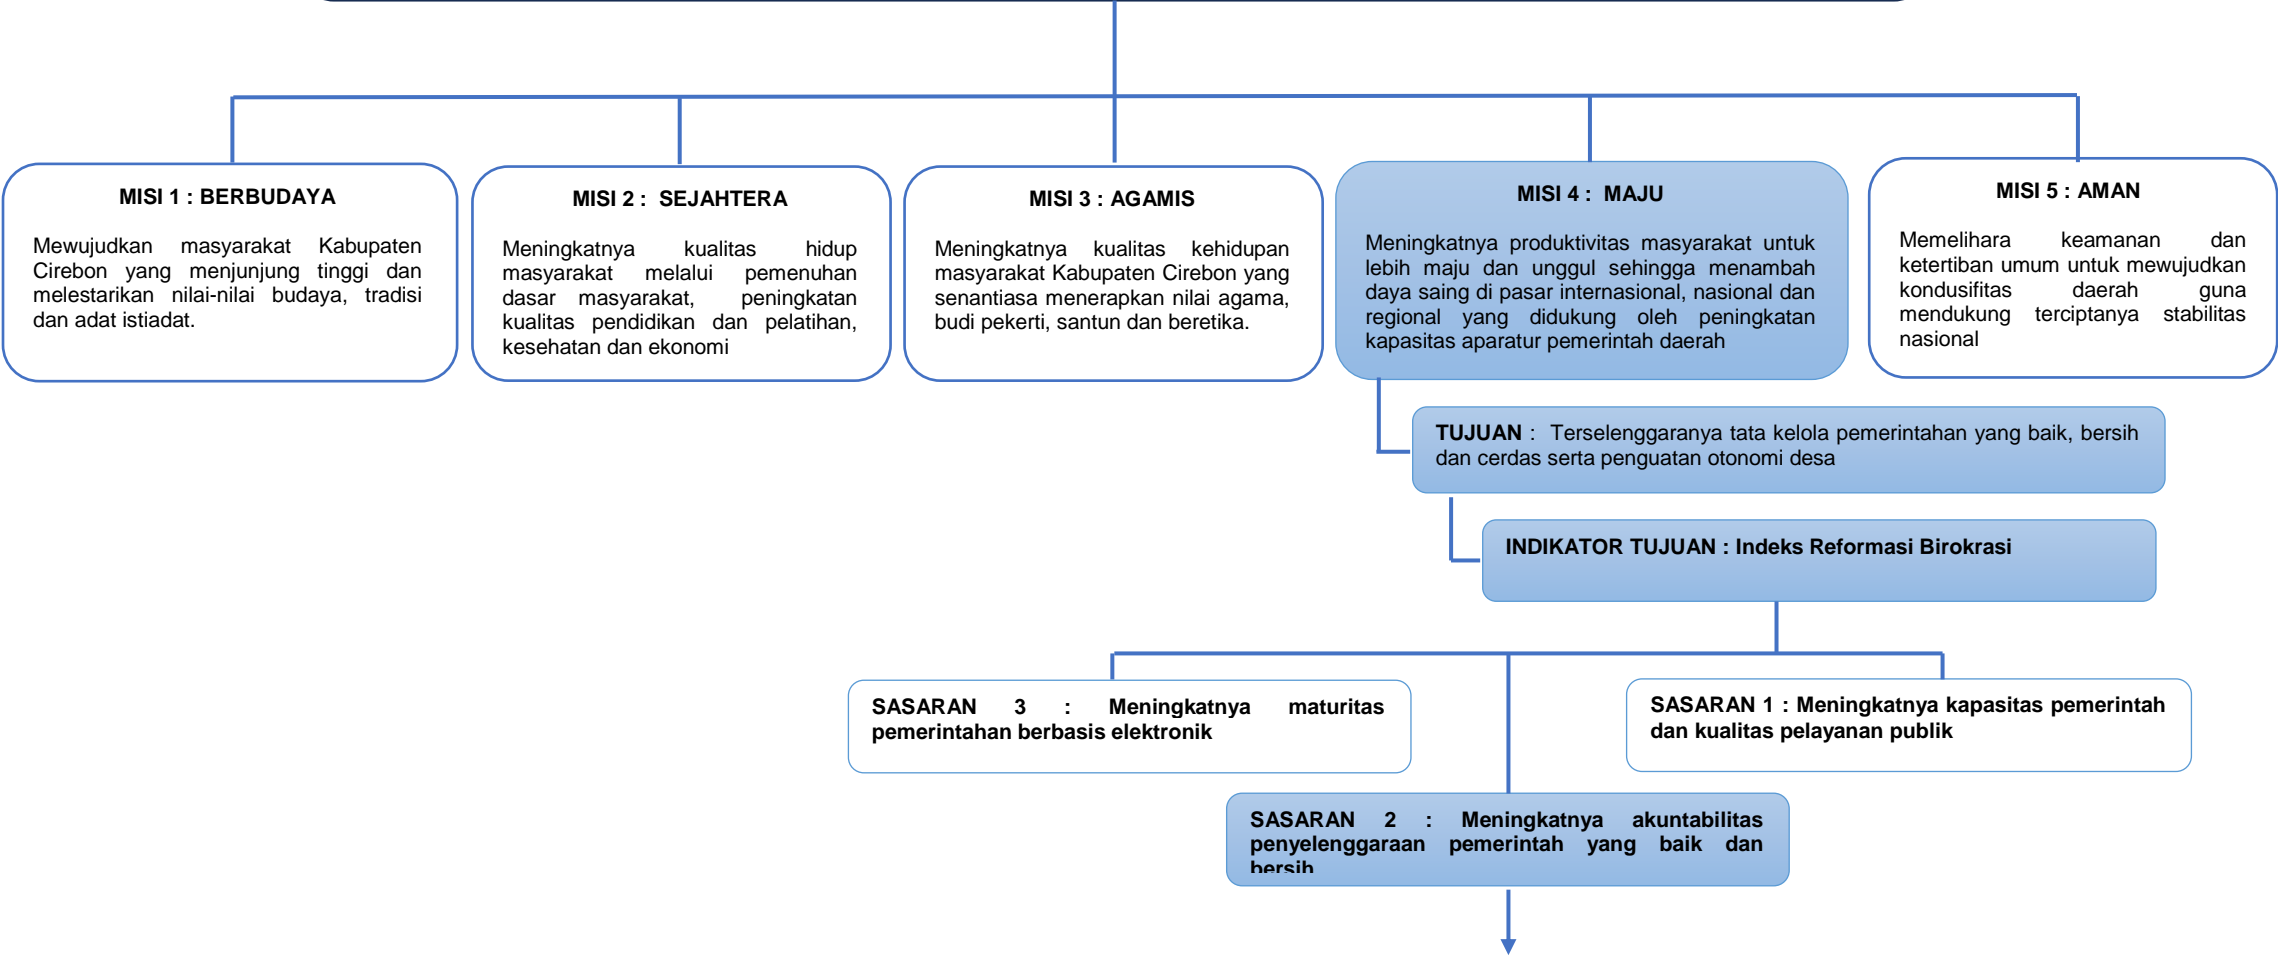 MISI 1 : BERBUDAYA
Mewujudkan masyarakat Kabupaten
Cirebon yang menjunjung tinggi dan
melestarikan nilai-nilai budaya, tradisi
dan adat istiadat.
MISI 2 : SEJAHTERA
Meningkatnya kualitas hidup
masyarakat melalui pemenuhan
dasar masyarakat, peningkatan
kualitas pendidikan dan pelatihan,
kesehatan dan ekonomi
MISI 3 : AGAMIS
Meningkatnya kualitas kehidupan
masyarakat Kabupaten Cirebon yang
senantiasa menerapkan nilai agama,
budi pekerti, santun dan beretika.
MISI 4 : MAJU
Meningkatnya produktivitas masyarakat untuk
lebih maju dan unggul sehingga menambah
daya saing di pasar internasional, nasional dan
regional yang didukung oleh peningkatan
kapasitas aparatur pemerintah daerah
MISI 5 : AMAN
Memelihara keamanan dan
ketertiban umum untuk mewujudkan
kondusifitas daerah guna
mendukung terciptanya stabilitas
nasional
TUJUAN : Terselenggaranya tata kelola pemerintahan yang baik, bersih
dan cerdas serta penguatan otonomi desa
INDIKATOR TUJUAN : Indeks Reformasi Birokrasi
SASARAN 3 : Meningkatnya maturitas
pemerintahan berbasis elektronik
SASARAN 1 : Meningkatnya kapasitas pemerintah
dan kualitas pelayanan publik
SASARAN 2 : Meningkatnya akuntabilitas
penyelenggaraan pemerintah yang baik dan
bersih